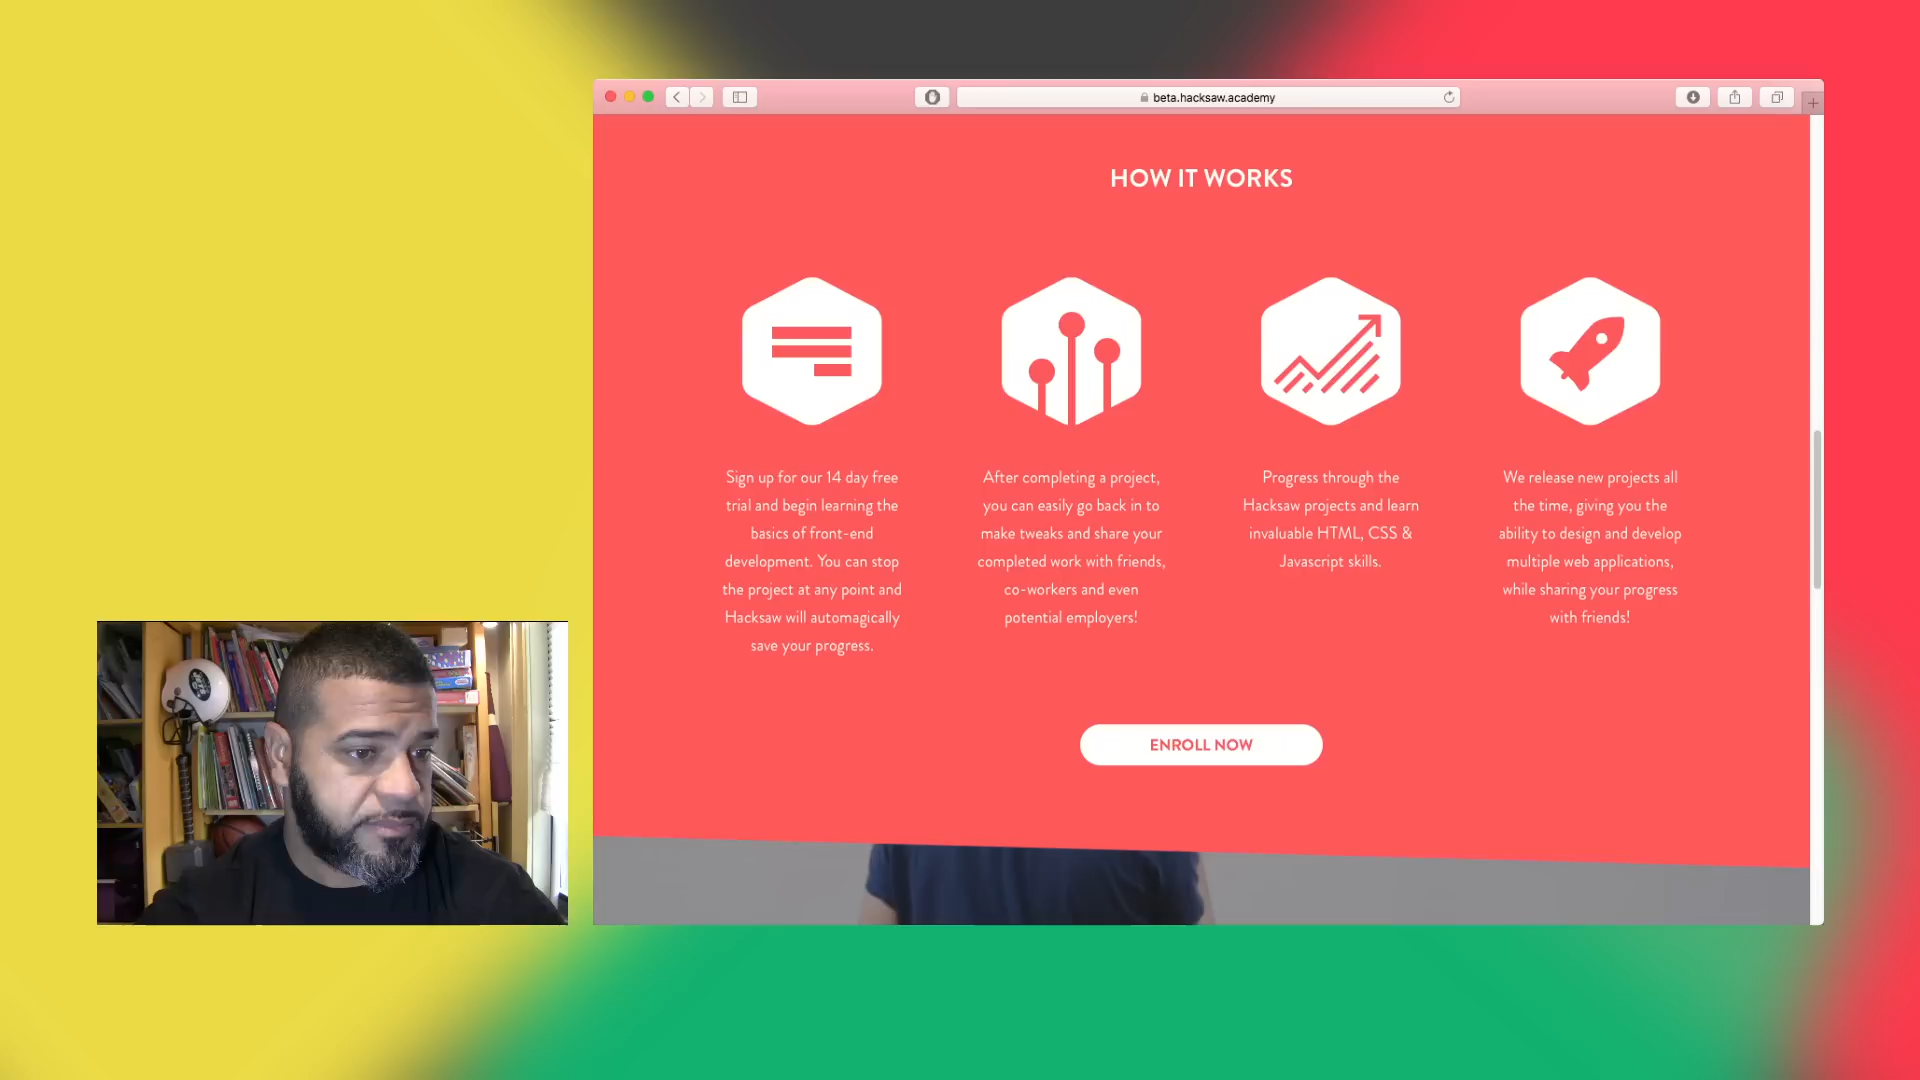 beta.hacksaw.academy
HOW IT WORKS
Sign up for our 14 day free
trial and begin learning the
basics of front-end
development. You can stop
the project at any point and
Hacksaw will automagically
save your progress.
After completing a project,
you can easily go back in to
make tweaks and share your
completed work with friends,
co-workers and even
potential employers!
Progress through the
Hacksaw projects and learn
invaluable HTML, CSS &
Javascript skills.
We release new projects all
the time, giving you the
ability to design and develop
multiple web applications,
while sharing your progress
with friends!
ENROLL NOW